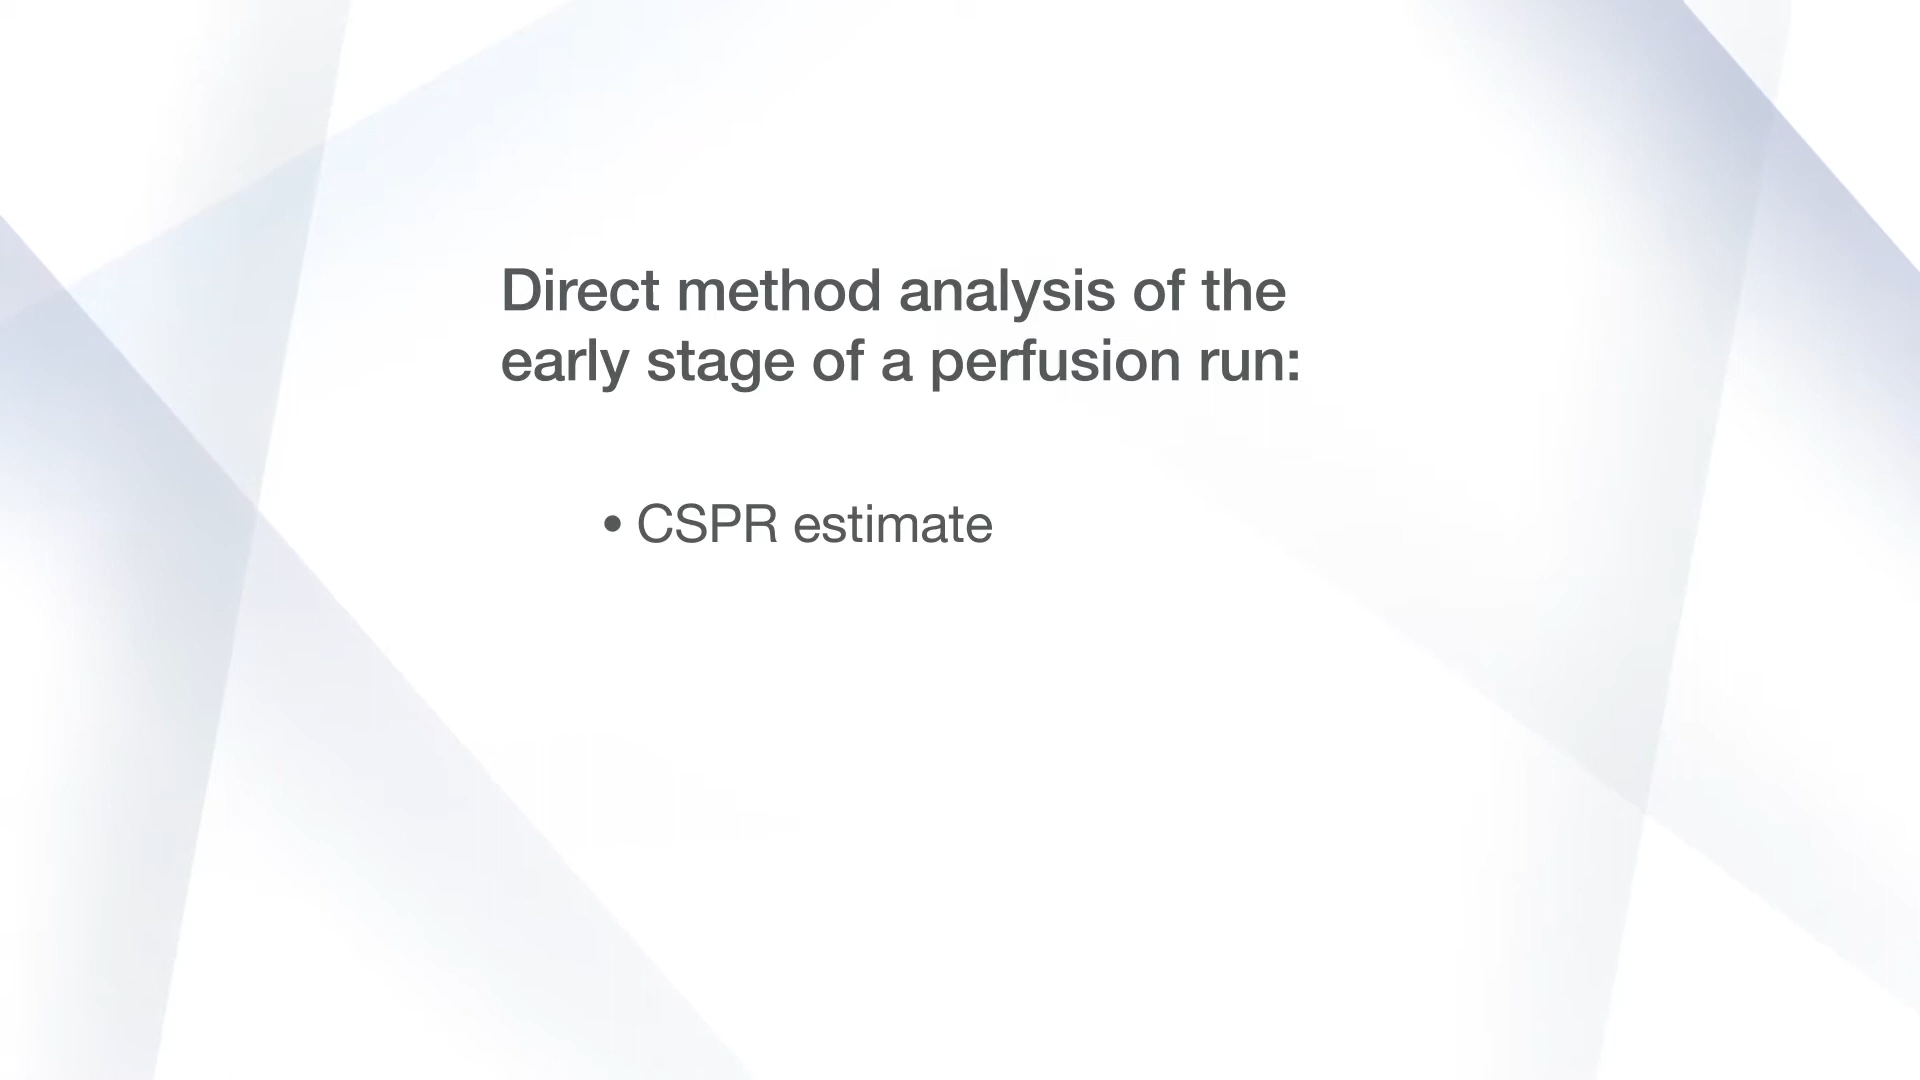 Direct method analysis of the
early stage of a perfusion run:
• CSPR estimate